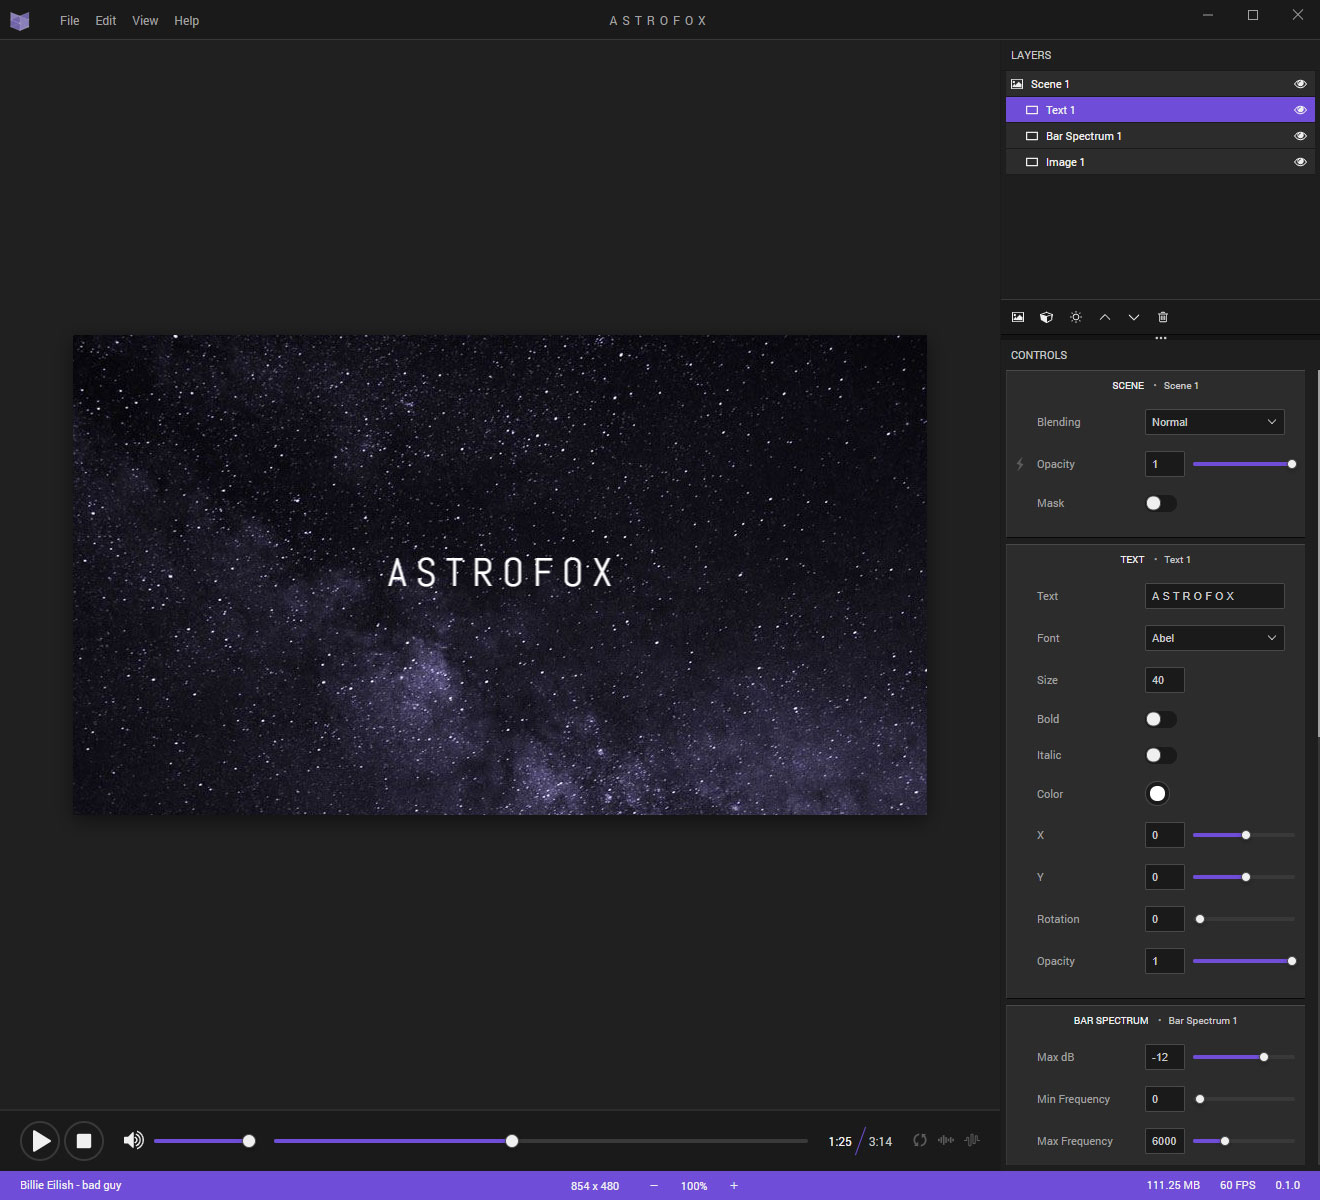 File Edit View Help
ASTROFOX
LAYERS
Scene 1
Text 1
Bar Spectrum 1
Image 1
ASTROFOX
CONTROLS
SCENE • Scene 1
Blending Normal
Opacity 1
Mask
TEXT • Text 1
Text ASTROFOX
Font Abel
Size 40
Bold
Italic
Color
X 0
Y 0
Rotation 0
Opacity 1
BAR SPECTRUM • Bar Spectrum 1
Max dB -12
Min Frequency 0
Max Frequency 6000
1:25 / 3:14
Billie Eilish - bad guy
854 x 480 − 100% +
111.25 MB 60 FPS 0.1.0